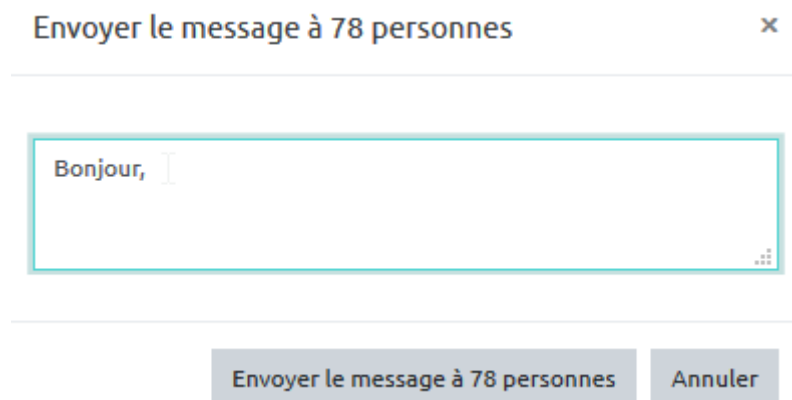 Envoyer le message à 78 personnes ×
Bonjour,
Envoyer le message à 78 personnes Annuler